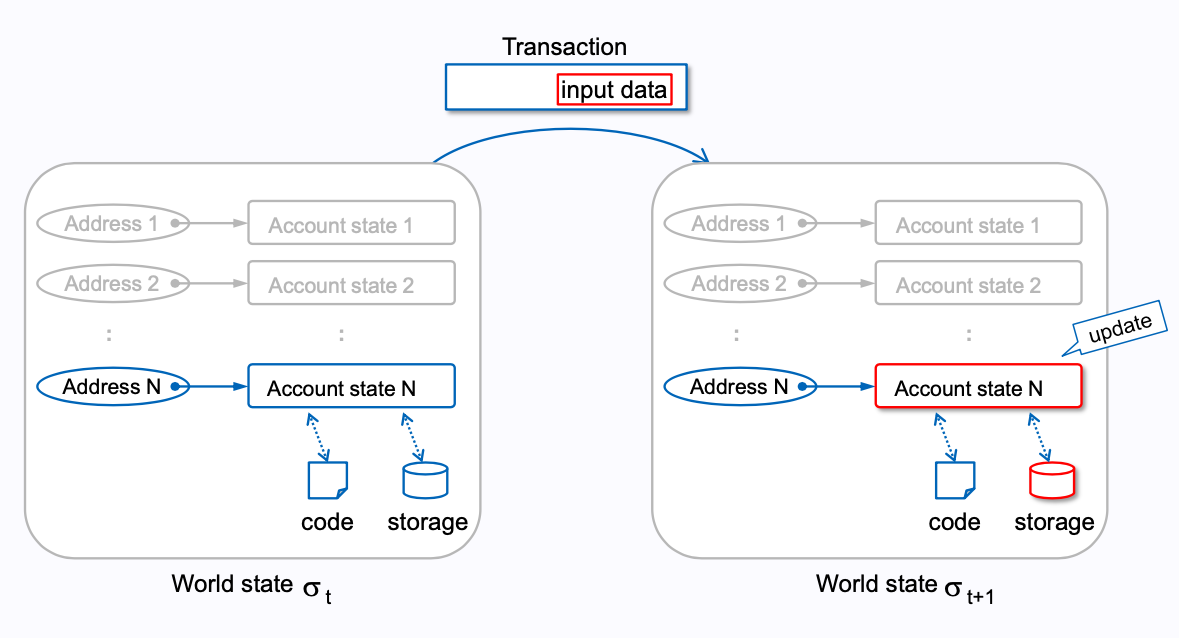 Transaction
input data
Address 1
Account state 1
Address 2
Account state 2
:
:
Address N
Account state N
code
storage
World state σ t
Address 1
Account state 1
Address 2
Account state 2
:
:
update
Address N
Account state N
code
storage
World state σ t+1